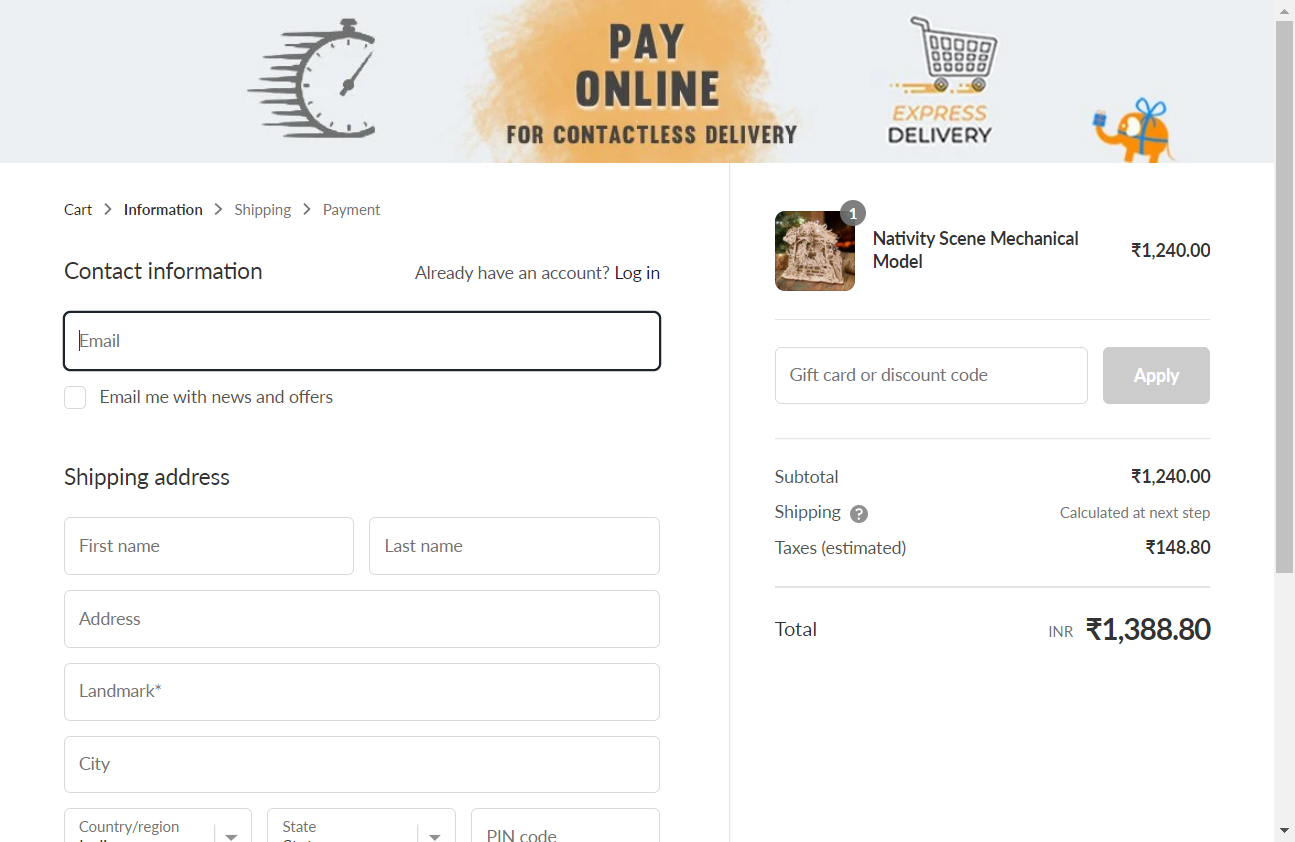 PAY
ONLINE
FOR CONTACTLESS DELIVERY
EXPRESS
DELIVERY
Cart > Information > Shipping > Payment
Contact information
Already have an account? Log in
Email
Email me with news and offers
Shipping address
First name
Last name
Address
Landmark*
City
Country/region
State
PIN code
1
Nativity Scene Mechanical
Model
₹1,240.00
Gift card or discount code
Apply
Subtotal
₹1,240.00
Shipping ?
Calculated at next step
Taxes (estimated)
₹148.80
Total
INR ₹1,388.80